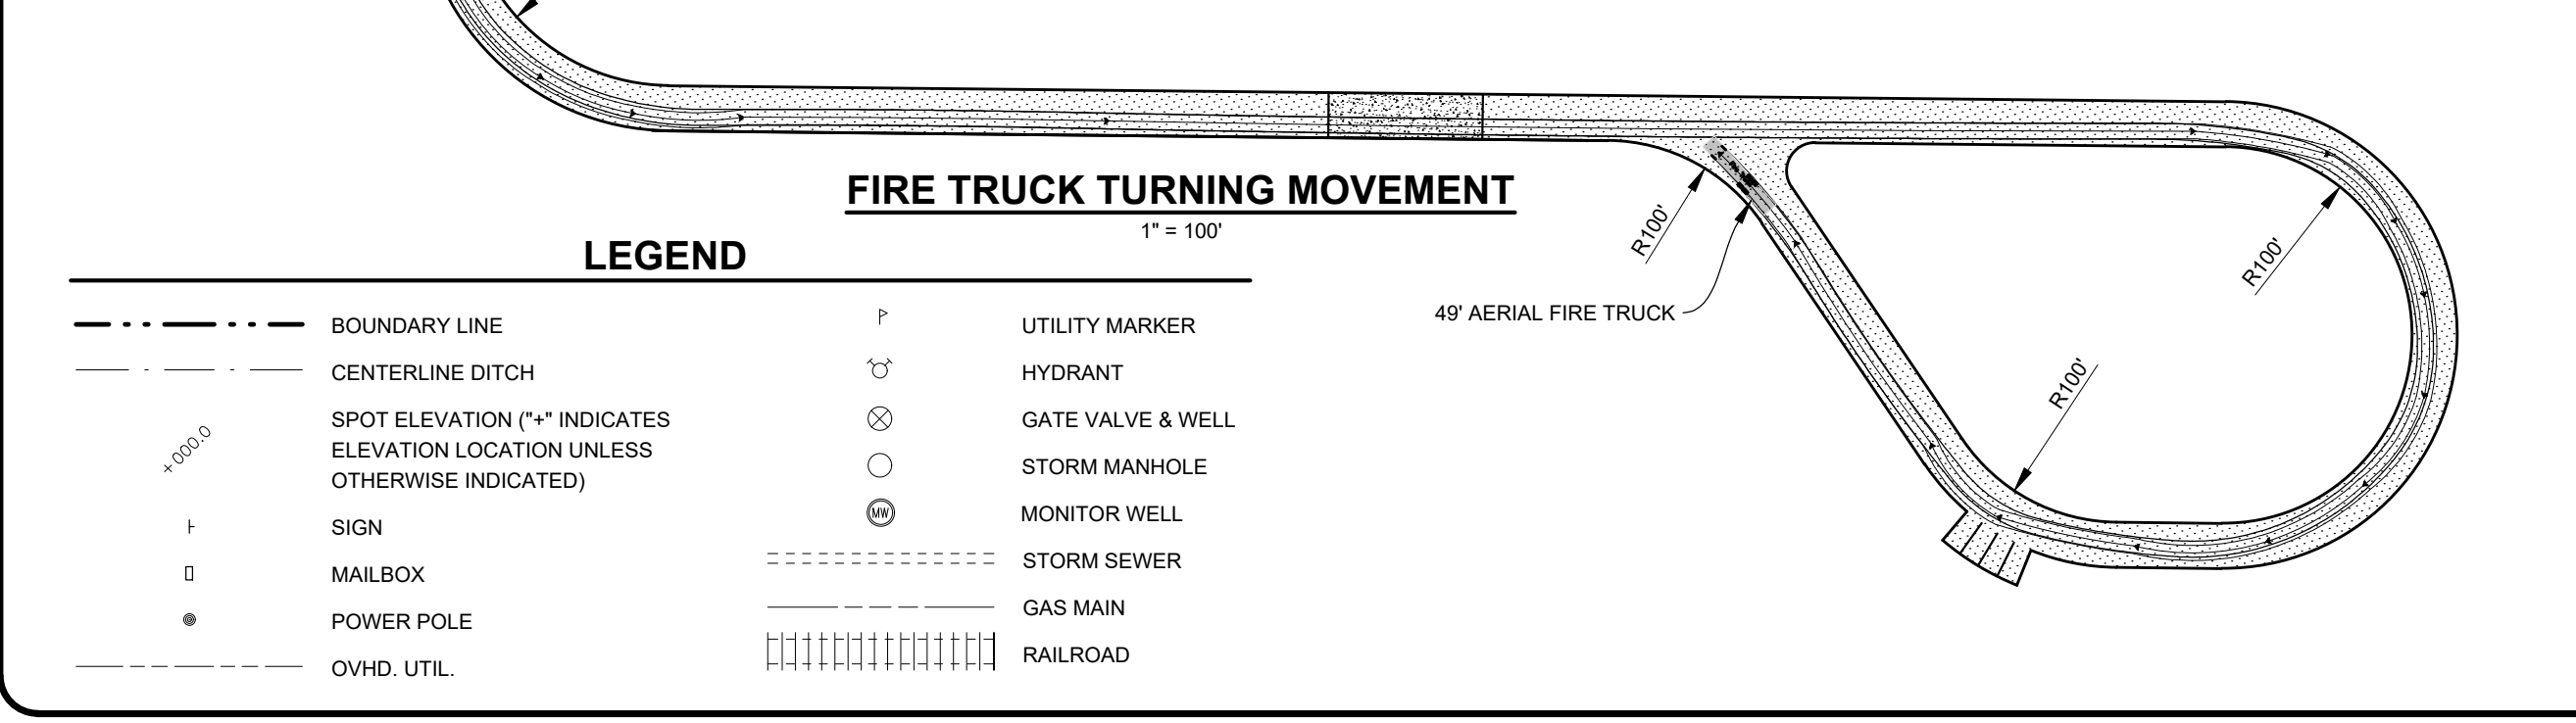 FIRE TRUCK TURNING MOVEMENT
1" = 100'
R100'
R100'
R100'
49' AERIAL FIRE TRUCK
LEGEND
BOUNDARY LINE
CENTERLINE DITCH
+000.0
SPOT ELEVATION ("+" INDICATES
ELEVATION LOCATION UNLESS
OTHERWISE INDICATED)
SIGN
MAILBOX
POWER POLE
OVHD. UTIL.
UTILITY MARKER
HYDRANT
GATE VALVE & WELL
STORM MANHOLE
MW
MONITOR WELL
STORM SEWER
GAS MAIN
RAILROAD